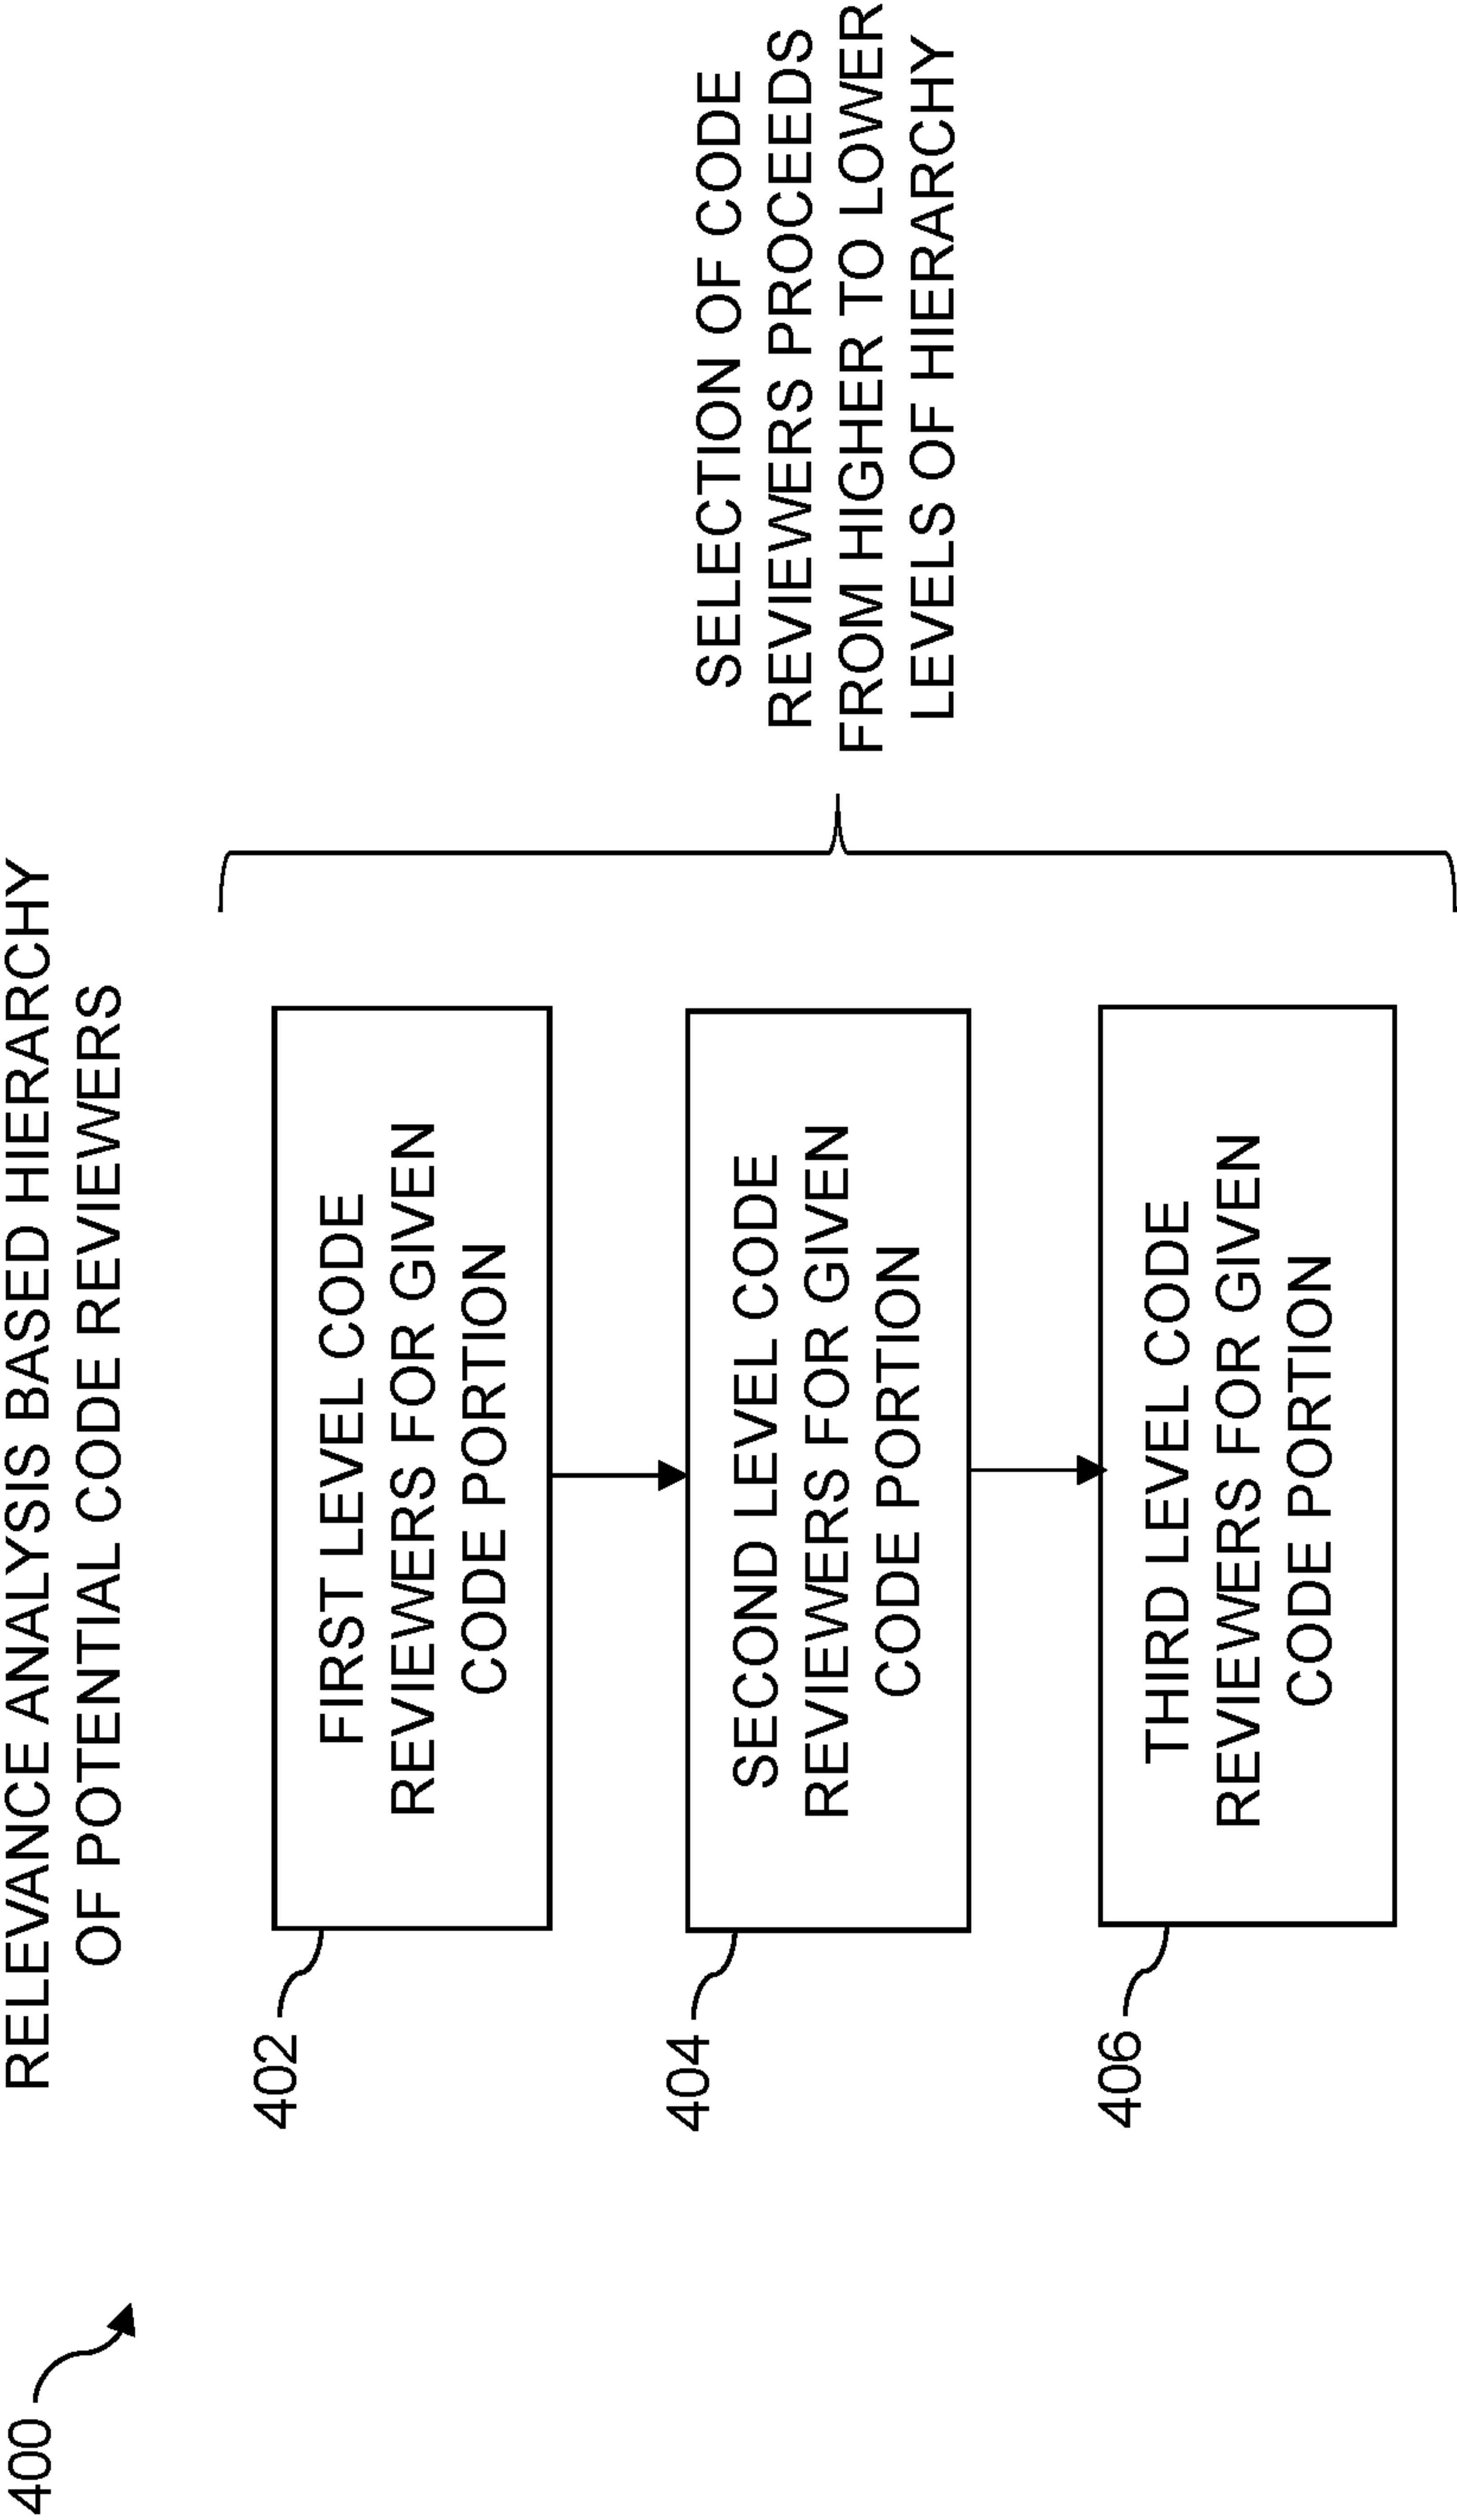 400
RELEVANCE ANALYSIS BASED HIERARCHY
OF POTENTIAL CODE REVIEWERS
402
FIRST LEVEL CODE
REVIEWERS FOR GIVEN
CODE PORTION
404
SECOND LEVEL CODE
REVIEWERS FOR GIVEN
CODE PORTION
406
THIRD LEVEL CODE
REVIEWERS FOR GIVEN
CODE PORTION
SELECTION OF CODE
REVIEWERS PROCEEDS
FROM HIGHER TO LOWER
LEVELS OF HIERARCHY